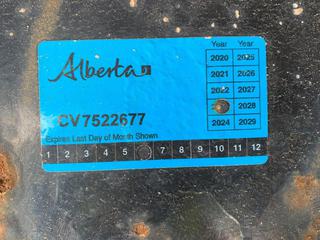 Alberta
Year Year
2020 2025
2021 2026
2022 2027
2028
2024 2029
CV7522677
Expires Last Day of Month Shown
1 2 3 4 5 7 8 9 10 11 12